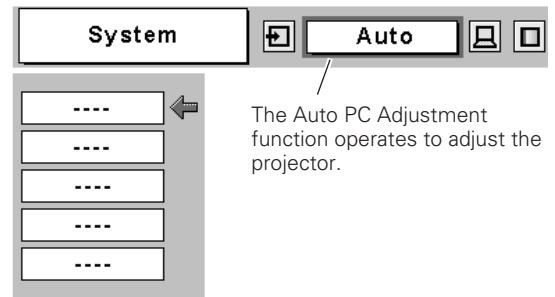 System
Auto
----
----
----
----
----
The Auto PC Adjustment
function operates to adjust the
projector.